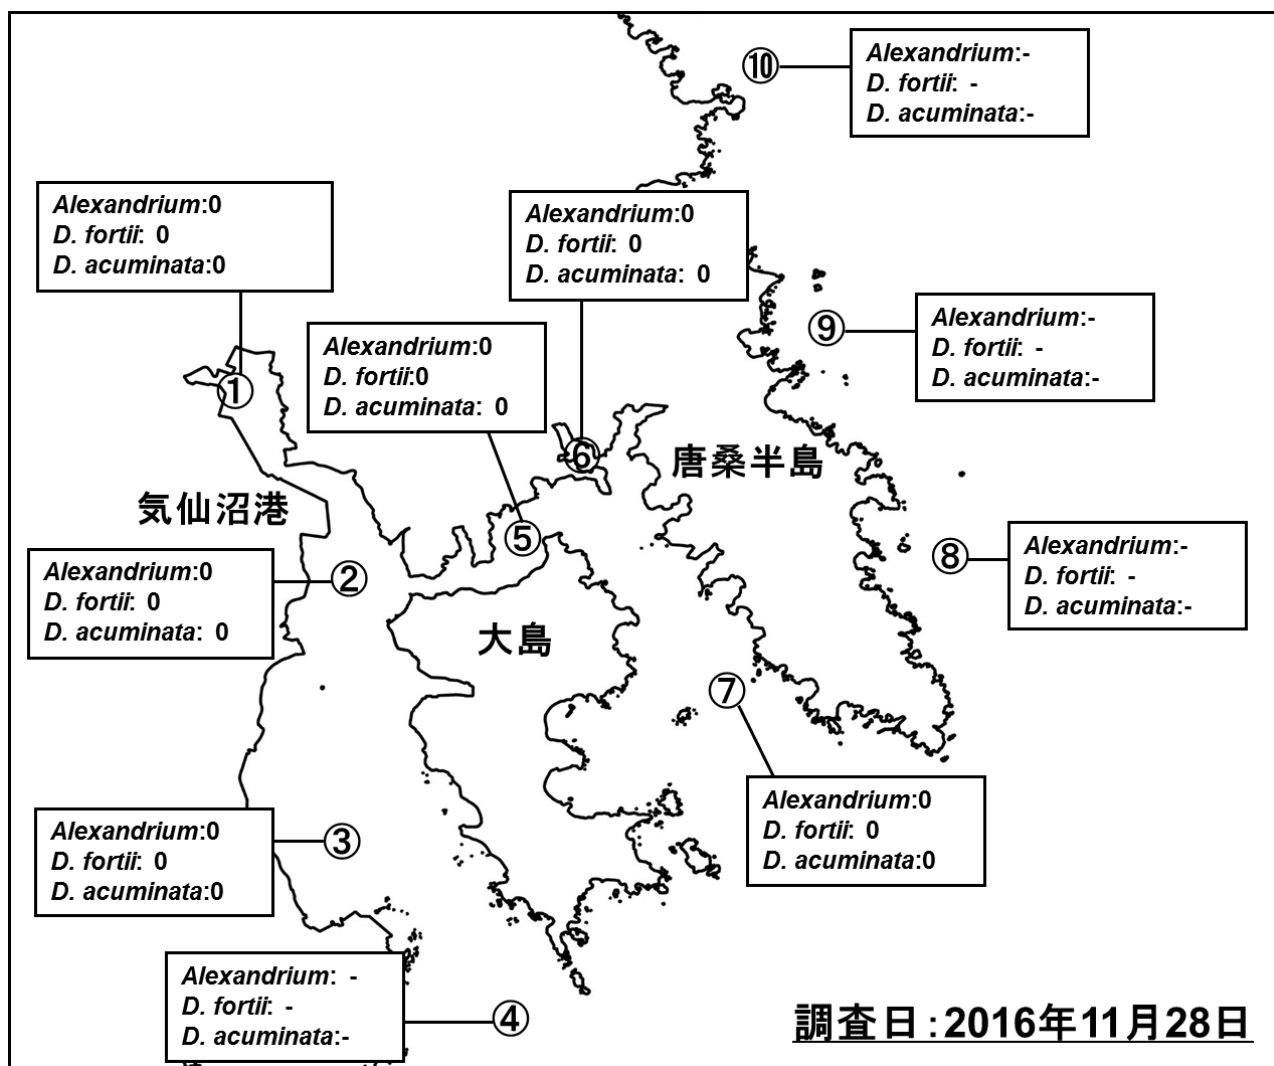 ⑩
Alexandrium:-
D. fortii: -
D. acuminata:-
①
Alexandrium:0
D. fortii: 0
D. acuminata:0
⑥
Alexandrium:0
D. fortii: 0
D. acuminata: 0
⑨
Alexandrium:-
D. fortii: -
D. acuminata:-
⑤
Alexandrium:0
D. fortii:0
D. acuminata: 0
唐桑半島
気仙沼港
②
Alexandrium:0
D. fortii: 0
D. acuminata: 0
⑧
Alexandrium:-
D. fortii: -
D. acuminata:-
大島
⑦
Alexandrium:0
D. fortii: 0
D. acuminata:0
③
Alexandrium:0
D. fortii: 0
D. acuminata:0
④
Alexandrium: -
D. fortii: -
D. acuminata:-
調査日:2016年11月28日